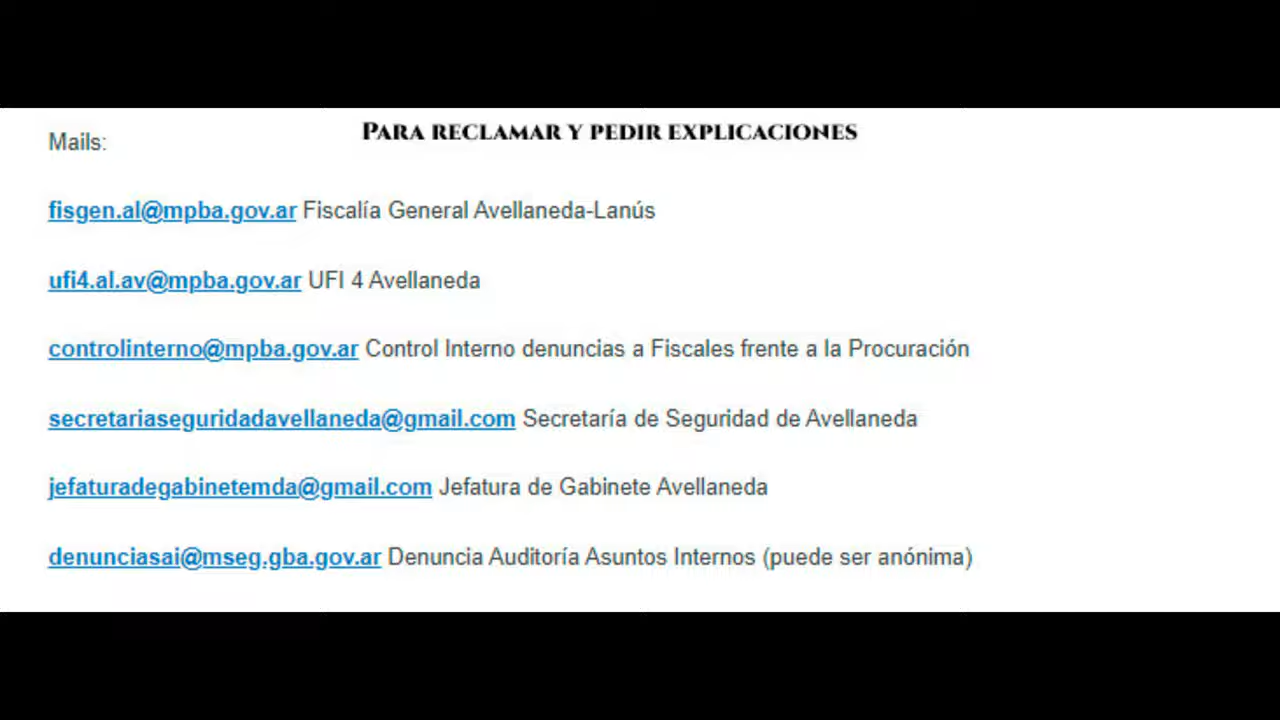 PARA RECLAMAR Y PEDIR EXPLICACIONES
Mails:
fisgen.al@mpba.gov.ar Fiscalía General Avellaneda-Lanús
ufi4.al.av@mpba.gov.ar UFI 4 Avellaneda
controlinterno@mpba.gov.ar Control Interno denuncias a Fiscales frente a la Procuración
secretariaseguridadavellaneda@gmail.com Secretaría de Seguridad de Avellaneda
jefaturadegabinetemda@gmail.com Jefatura de Gabinete Avellaneda
denunciasai@mseg.gba.gov.ar Denuncia Auditoría Asuntos Internos (puede ser anónima)